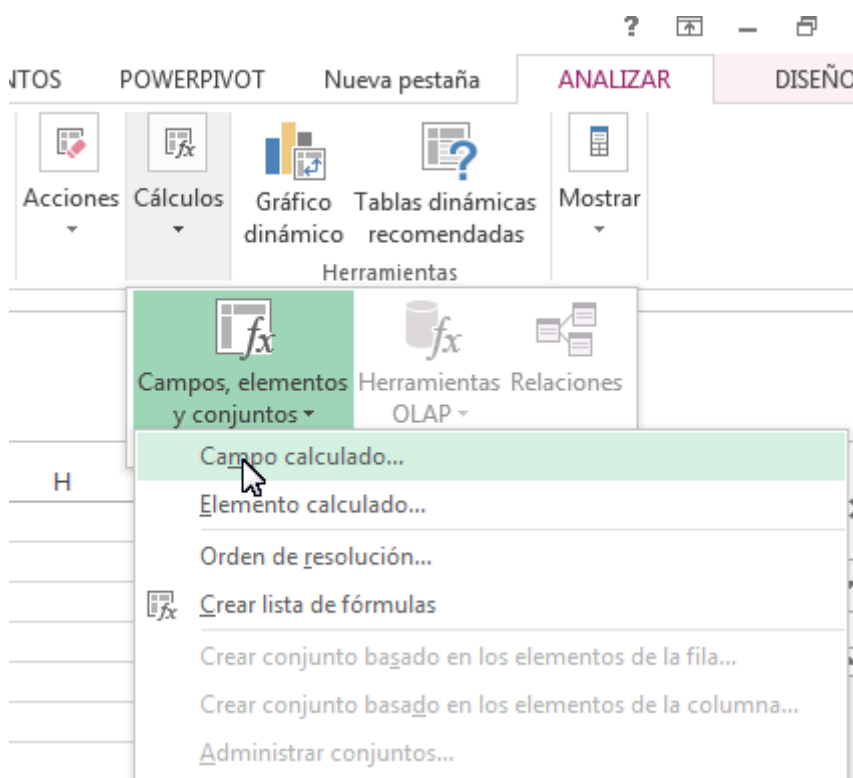 NTOS POWERPIVOT Nueva pestaña ANALIZAR DISEÑO
Acciones Cálculos Gráfico dinámico Tablas dinámicas recomendadas Mostrar
Herramientas
Campos, elementos y conjuntos Herramientas OLAP Relaciones
Campo calculado...
H
Elemento calculado...
Orden de resolución...
Crear lista de fórmulas
Crear conjunto basado en los elementos de la fila...
Crear conjunto basado en los elementos de la columna...
Administrar conjuntos...